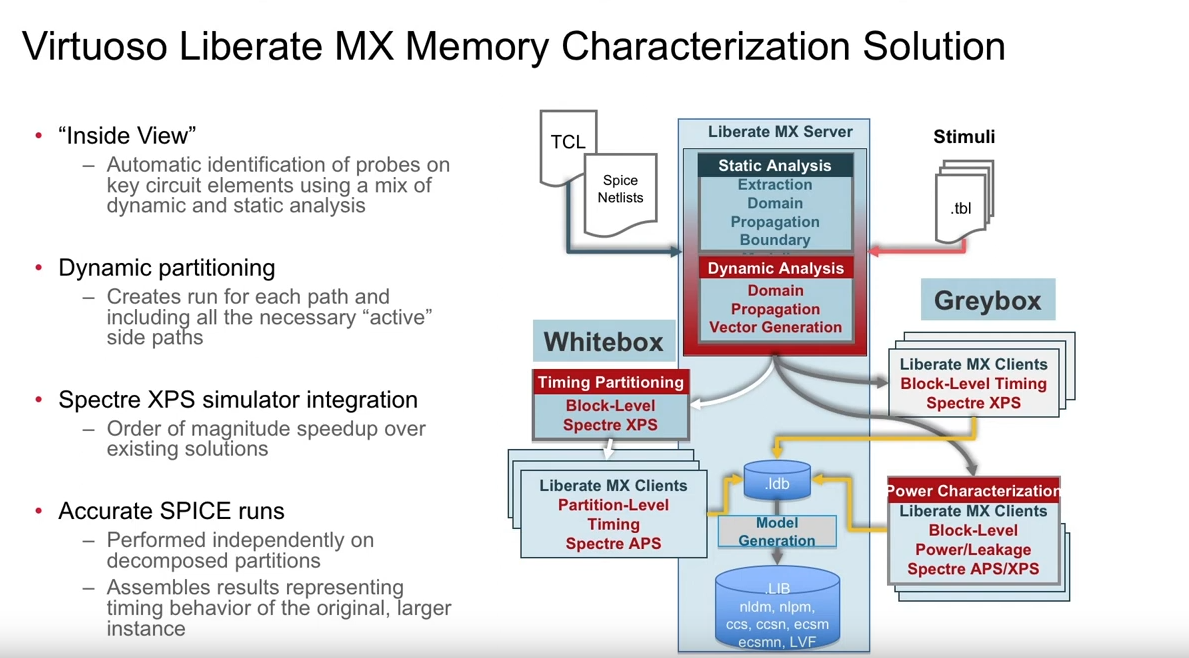 Virtuoso Liberate MX Memory Characterization Solution
• “Inside View”
– Automatic identification of probes on
key circuit elements using a mix of
dynamic and static analysis
• Dynamic partitioning
– Creates run for each path and
including all the necessary “active”
side paths
• Spectre XPS simulator integration
– Order of magnitude speedup over
existing solutions
• Accurate SPICE runs
– Performed independently on
decomposed partitions
– Assembles results representing
timing behavior of the original, larger
instance
TCL
Spice
Netlists
Liberate MX Server
Static Analysis
Extraction
Domain
Propagation
Boundary
Dynamic Analysis
Domain
Propagation
Vector Generation
Stimuli
.tbl
Greybox
Liberate MX Clients
Block-Level Timing
Spectre XPS
Whitebox
Timing Partitioning
Block-Level
Spectre XPS
Liberate MX Clients
Partition-Level
Timing
Spectre APS
.ldb
Model
Generation
.LIB
nldm, nlpm,
ccs, ccsn, ecsm
ecsmn, LVF
Power Characterization
Liberate MX Clients
Block-Level
Power/Leakage
Spectre APS/XPS